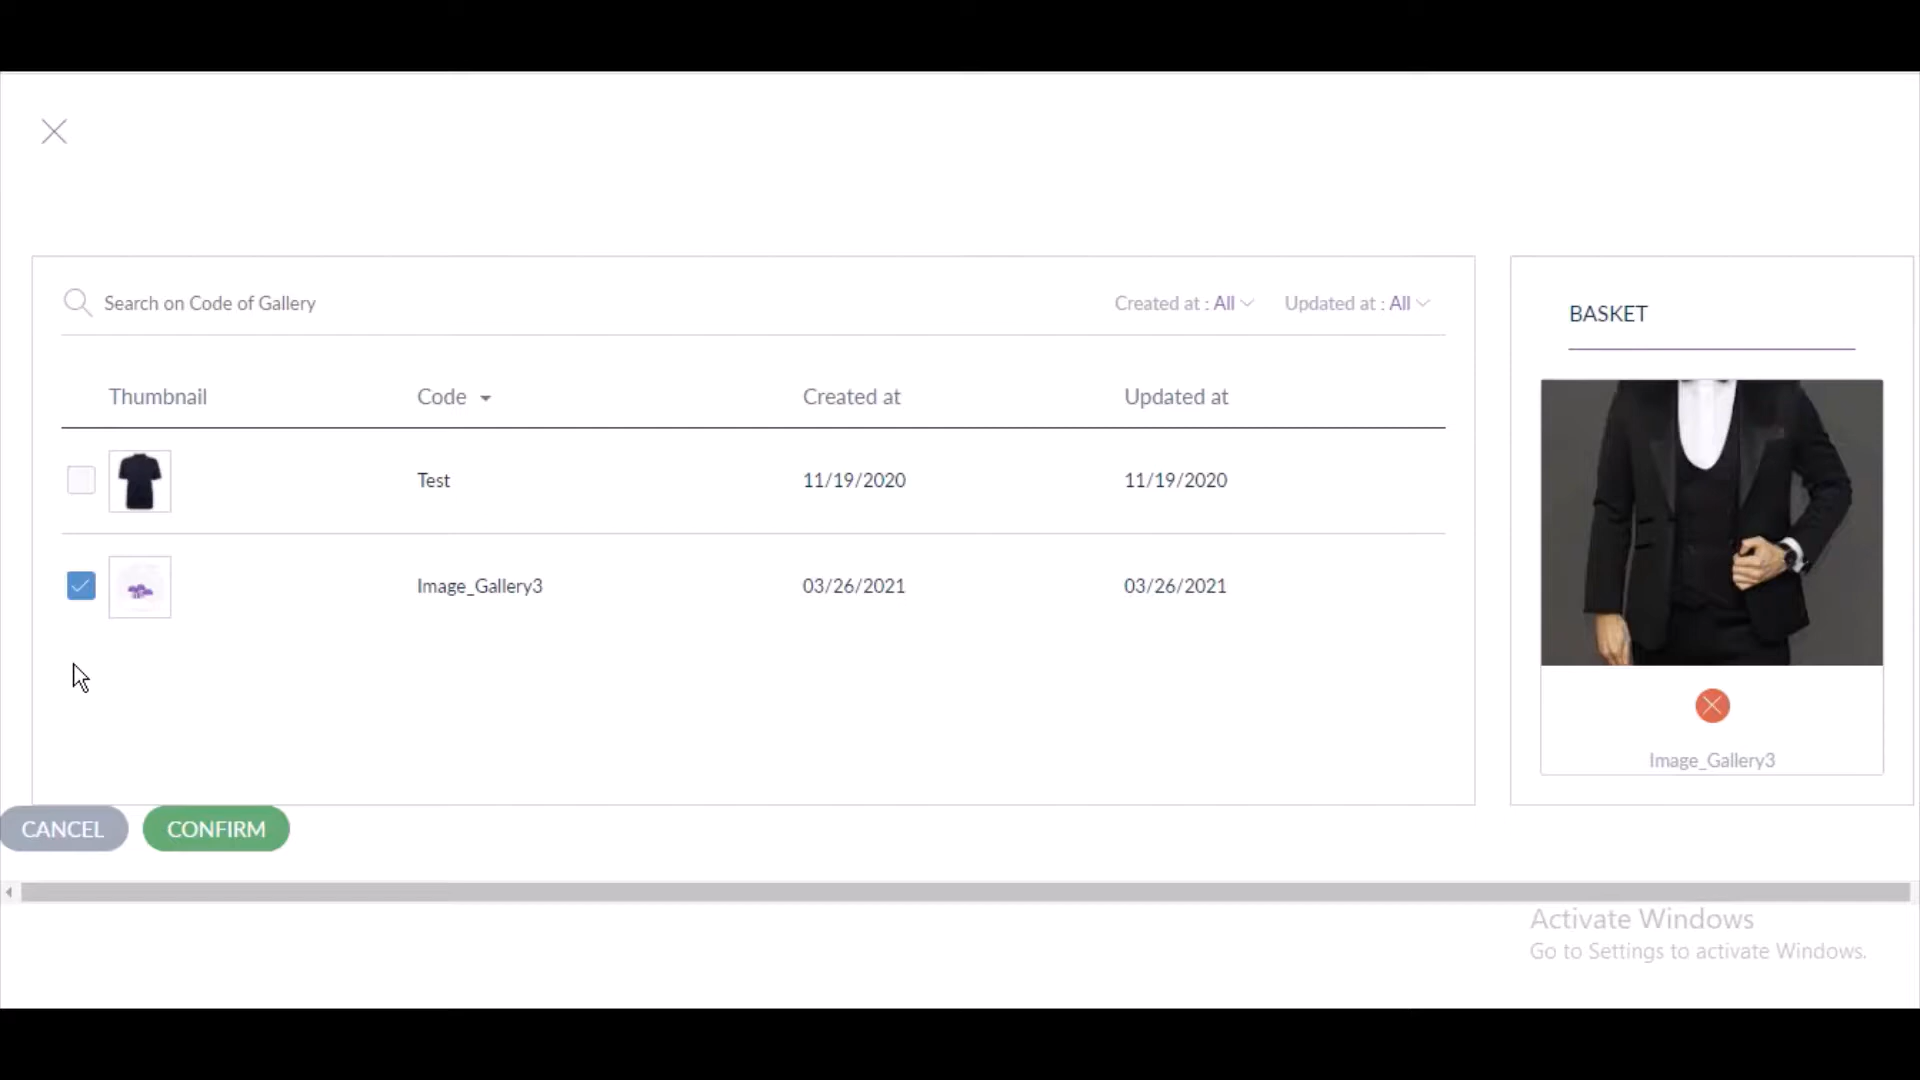 Search on Code of Gallery
Created at : All
Updated at : All
BASKET
Thumbnail
Code
Created at
Updated at
Test
11/19/2020
11/19/2020
Image_Gallery3
03/26/2021
03/26/2021
Image_Gallery3
CANCEL
CONFIRM
Activate Windows
Go to Settings to activate Windows.